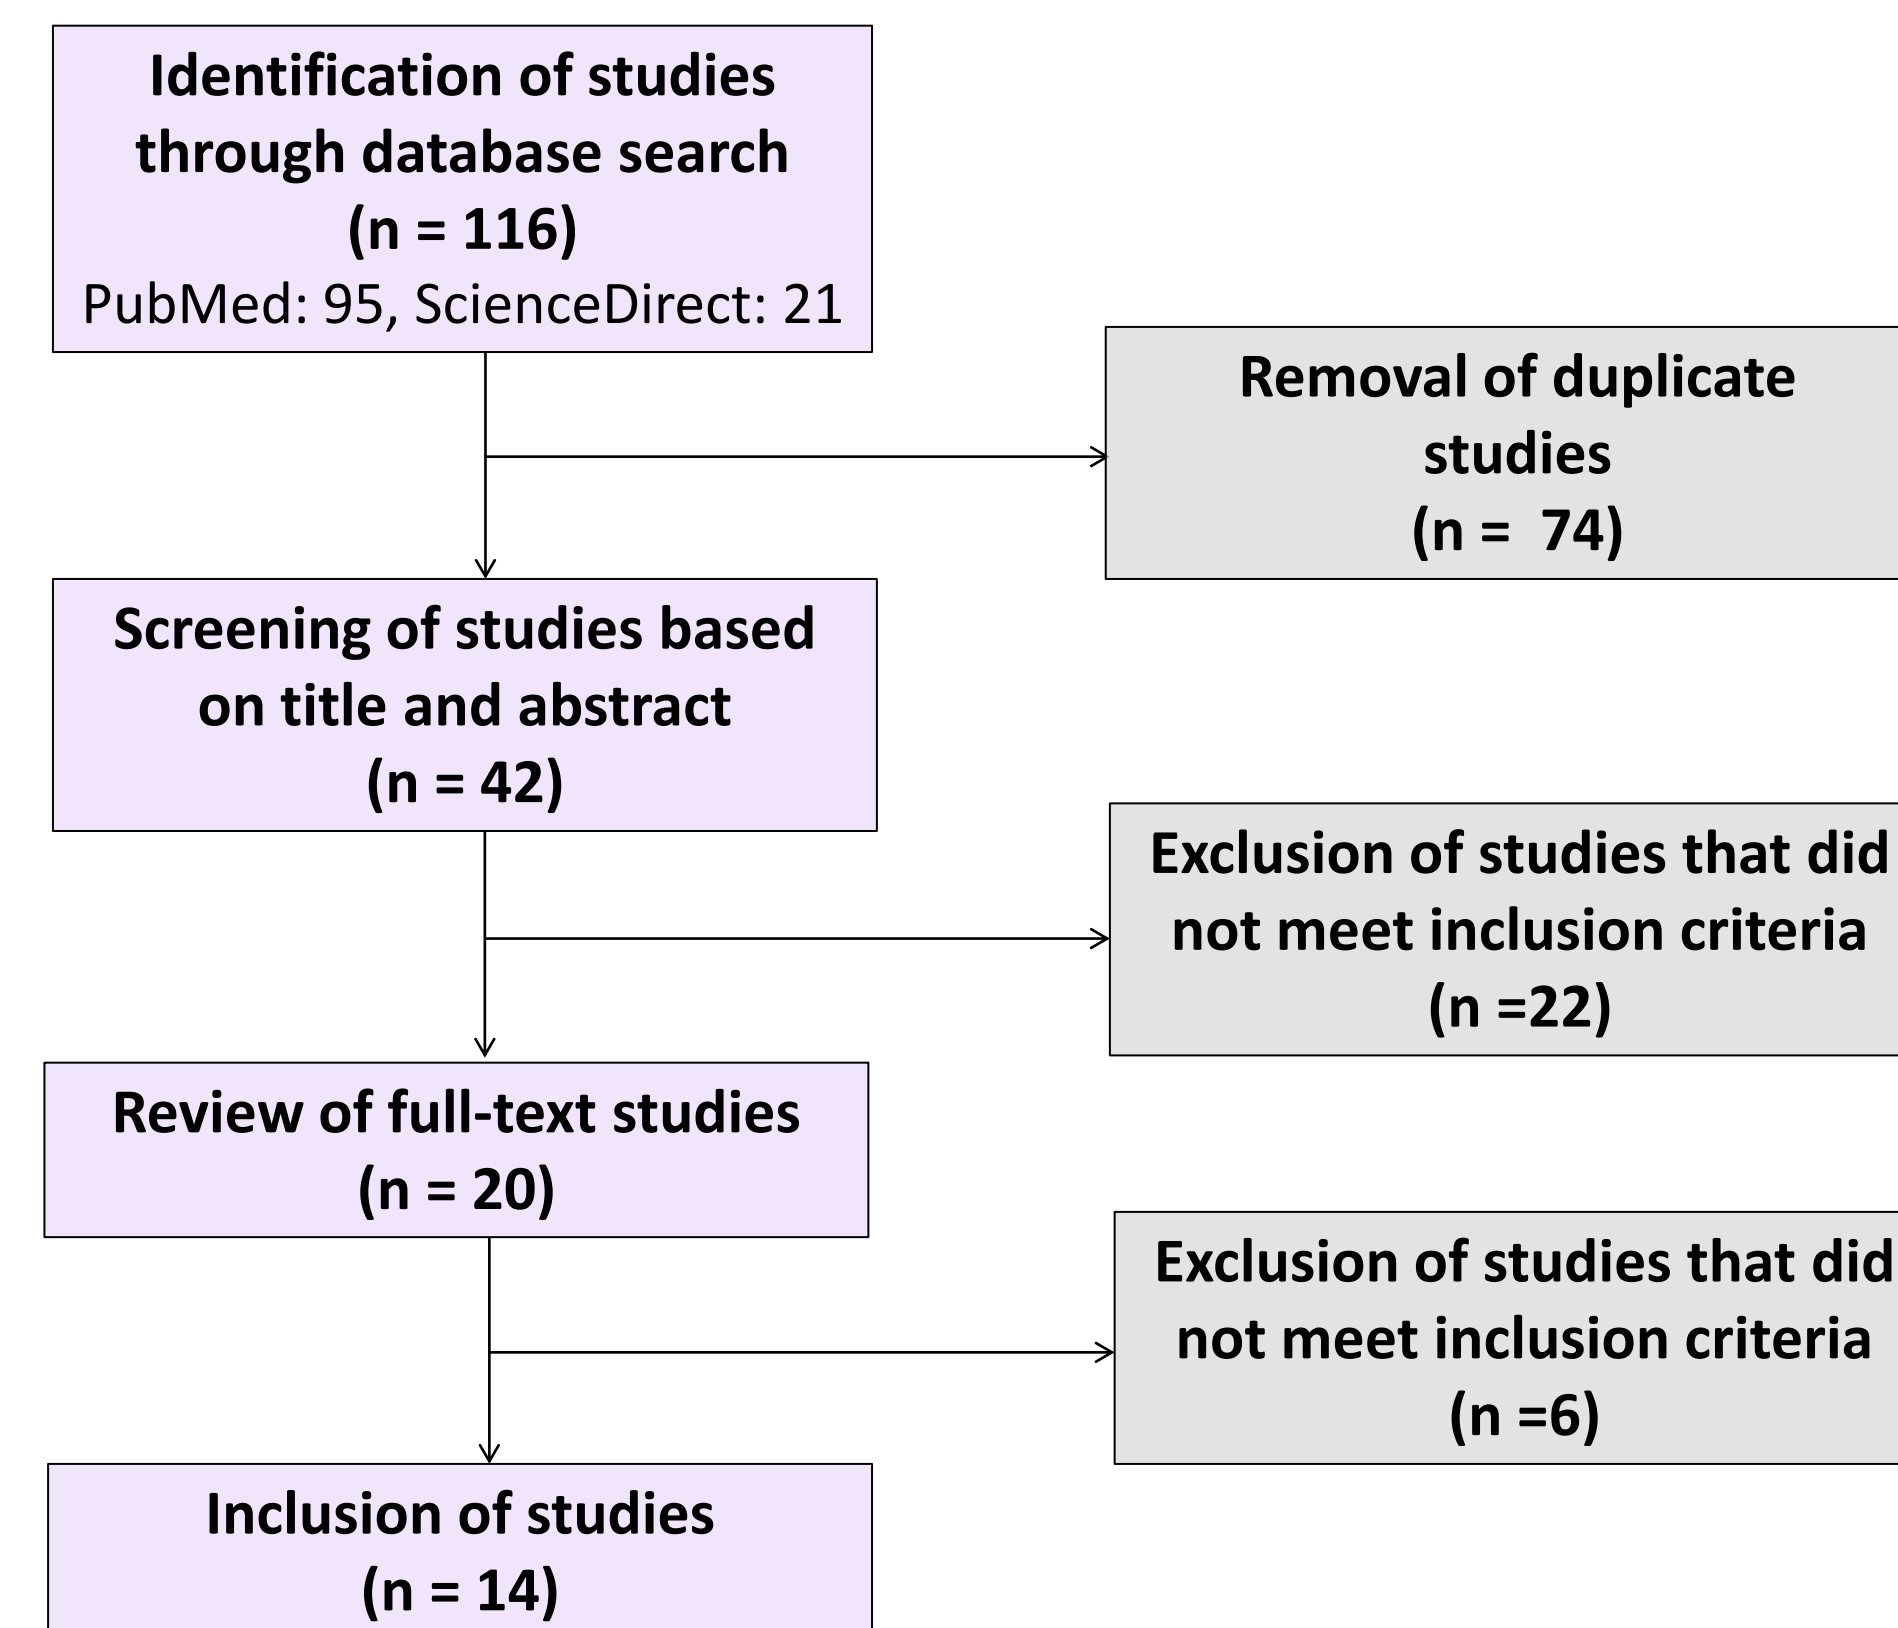 Identification of studies
through database search
(n = 116)
PubMed: 95, ScienceDirect: 21
Removal of duplicate
studies
(n =  74)
Screening of studies based
on title and abstract
(n = 42)
Exclusion of studies that did
not meet inclusion criteria
(n =22)
Review of full-text studies
(n = 20)
Exclusion of studies that did
not meet inclusion criteria
(n =6)
Inclusion of studies
(n = 14)